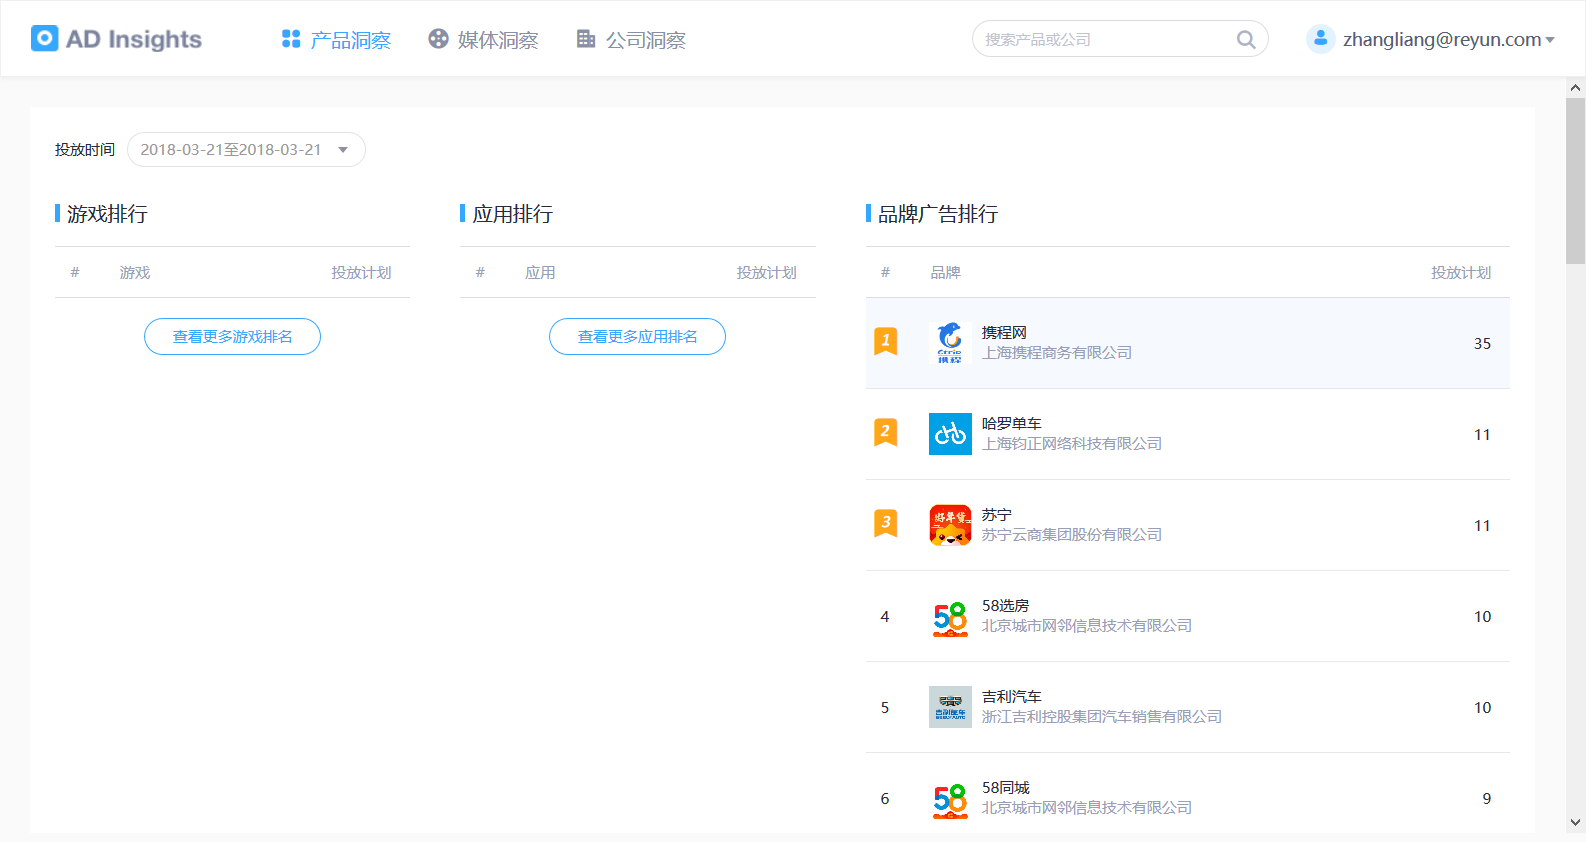 AD Insights
产品洞察
媒体洞察
公司洞察
搜索产品或公司
zhangliang@reyun.com
投放时间
2018-03-21至2018-03-21
游戏排行
# 游戏 投放计划
查看更多游戏排名
应用排行
# 应用 投放计划
查看更多应用排名
品牌广告排行
# 品牌 投放计划
1 携程网 35
上海携程商务有限公司
2 哈罗单车 11
上海钧正网络科技有限公司
3 苏宁 11
好年货
苏宁云商集团股份有限公司
4 58 58选房 10
北京城市网邻信息技术有限公司
5 吉利汽车 10
浙江吉利控股集团汽车销售有限公司
6 58 58同城 9
北京城市网邻信息技术有限公司